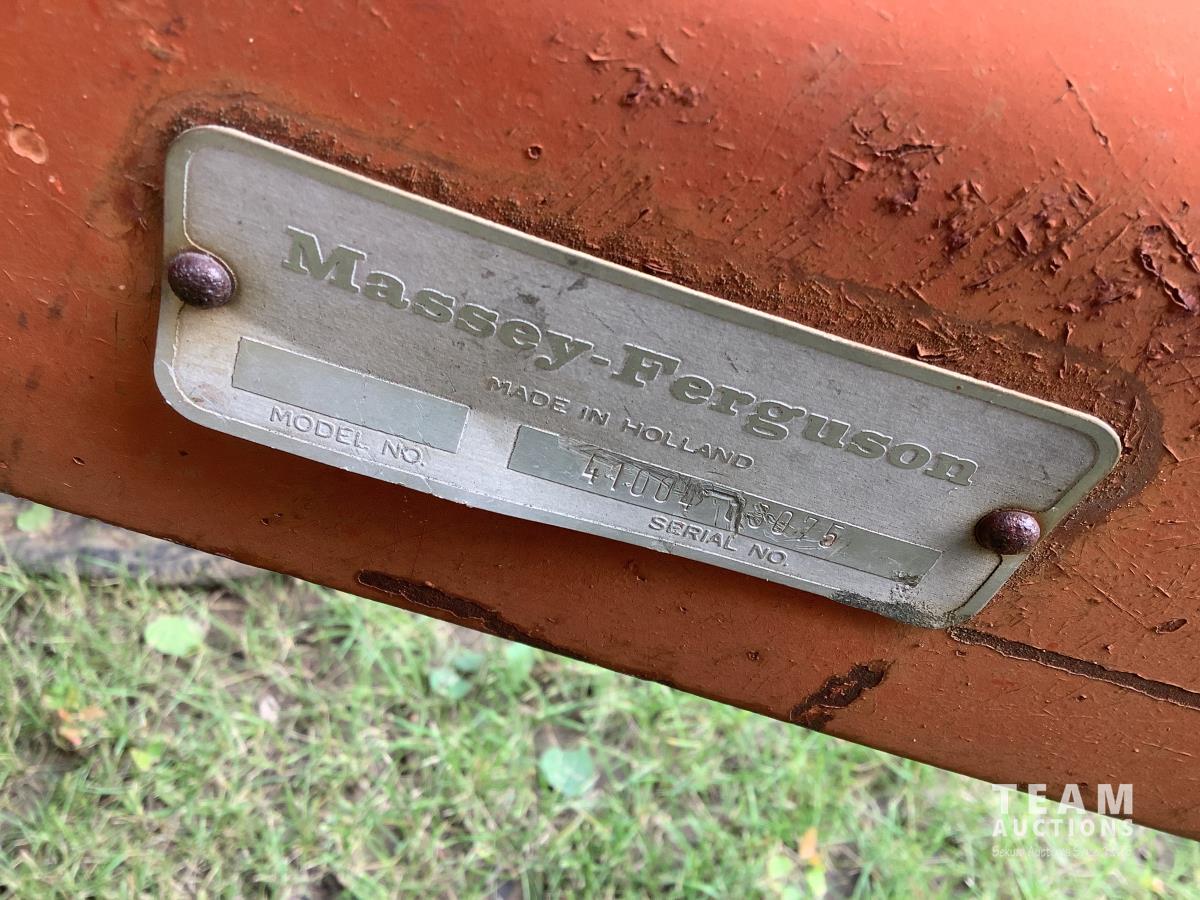 Massey-Ferguson
MADE IN HOLLAND
MODEL NO.
SERIAL NO.
TEAM
AUCTIONS